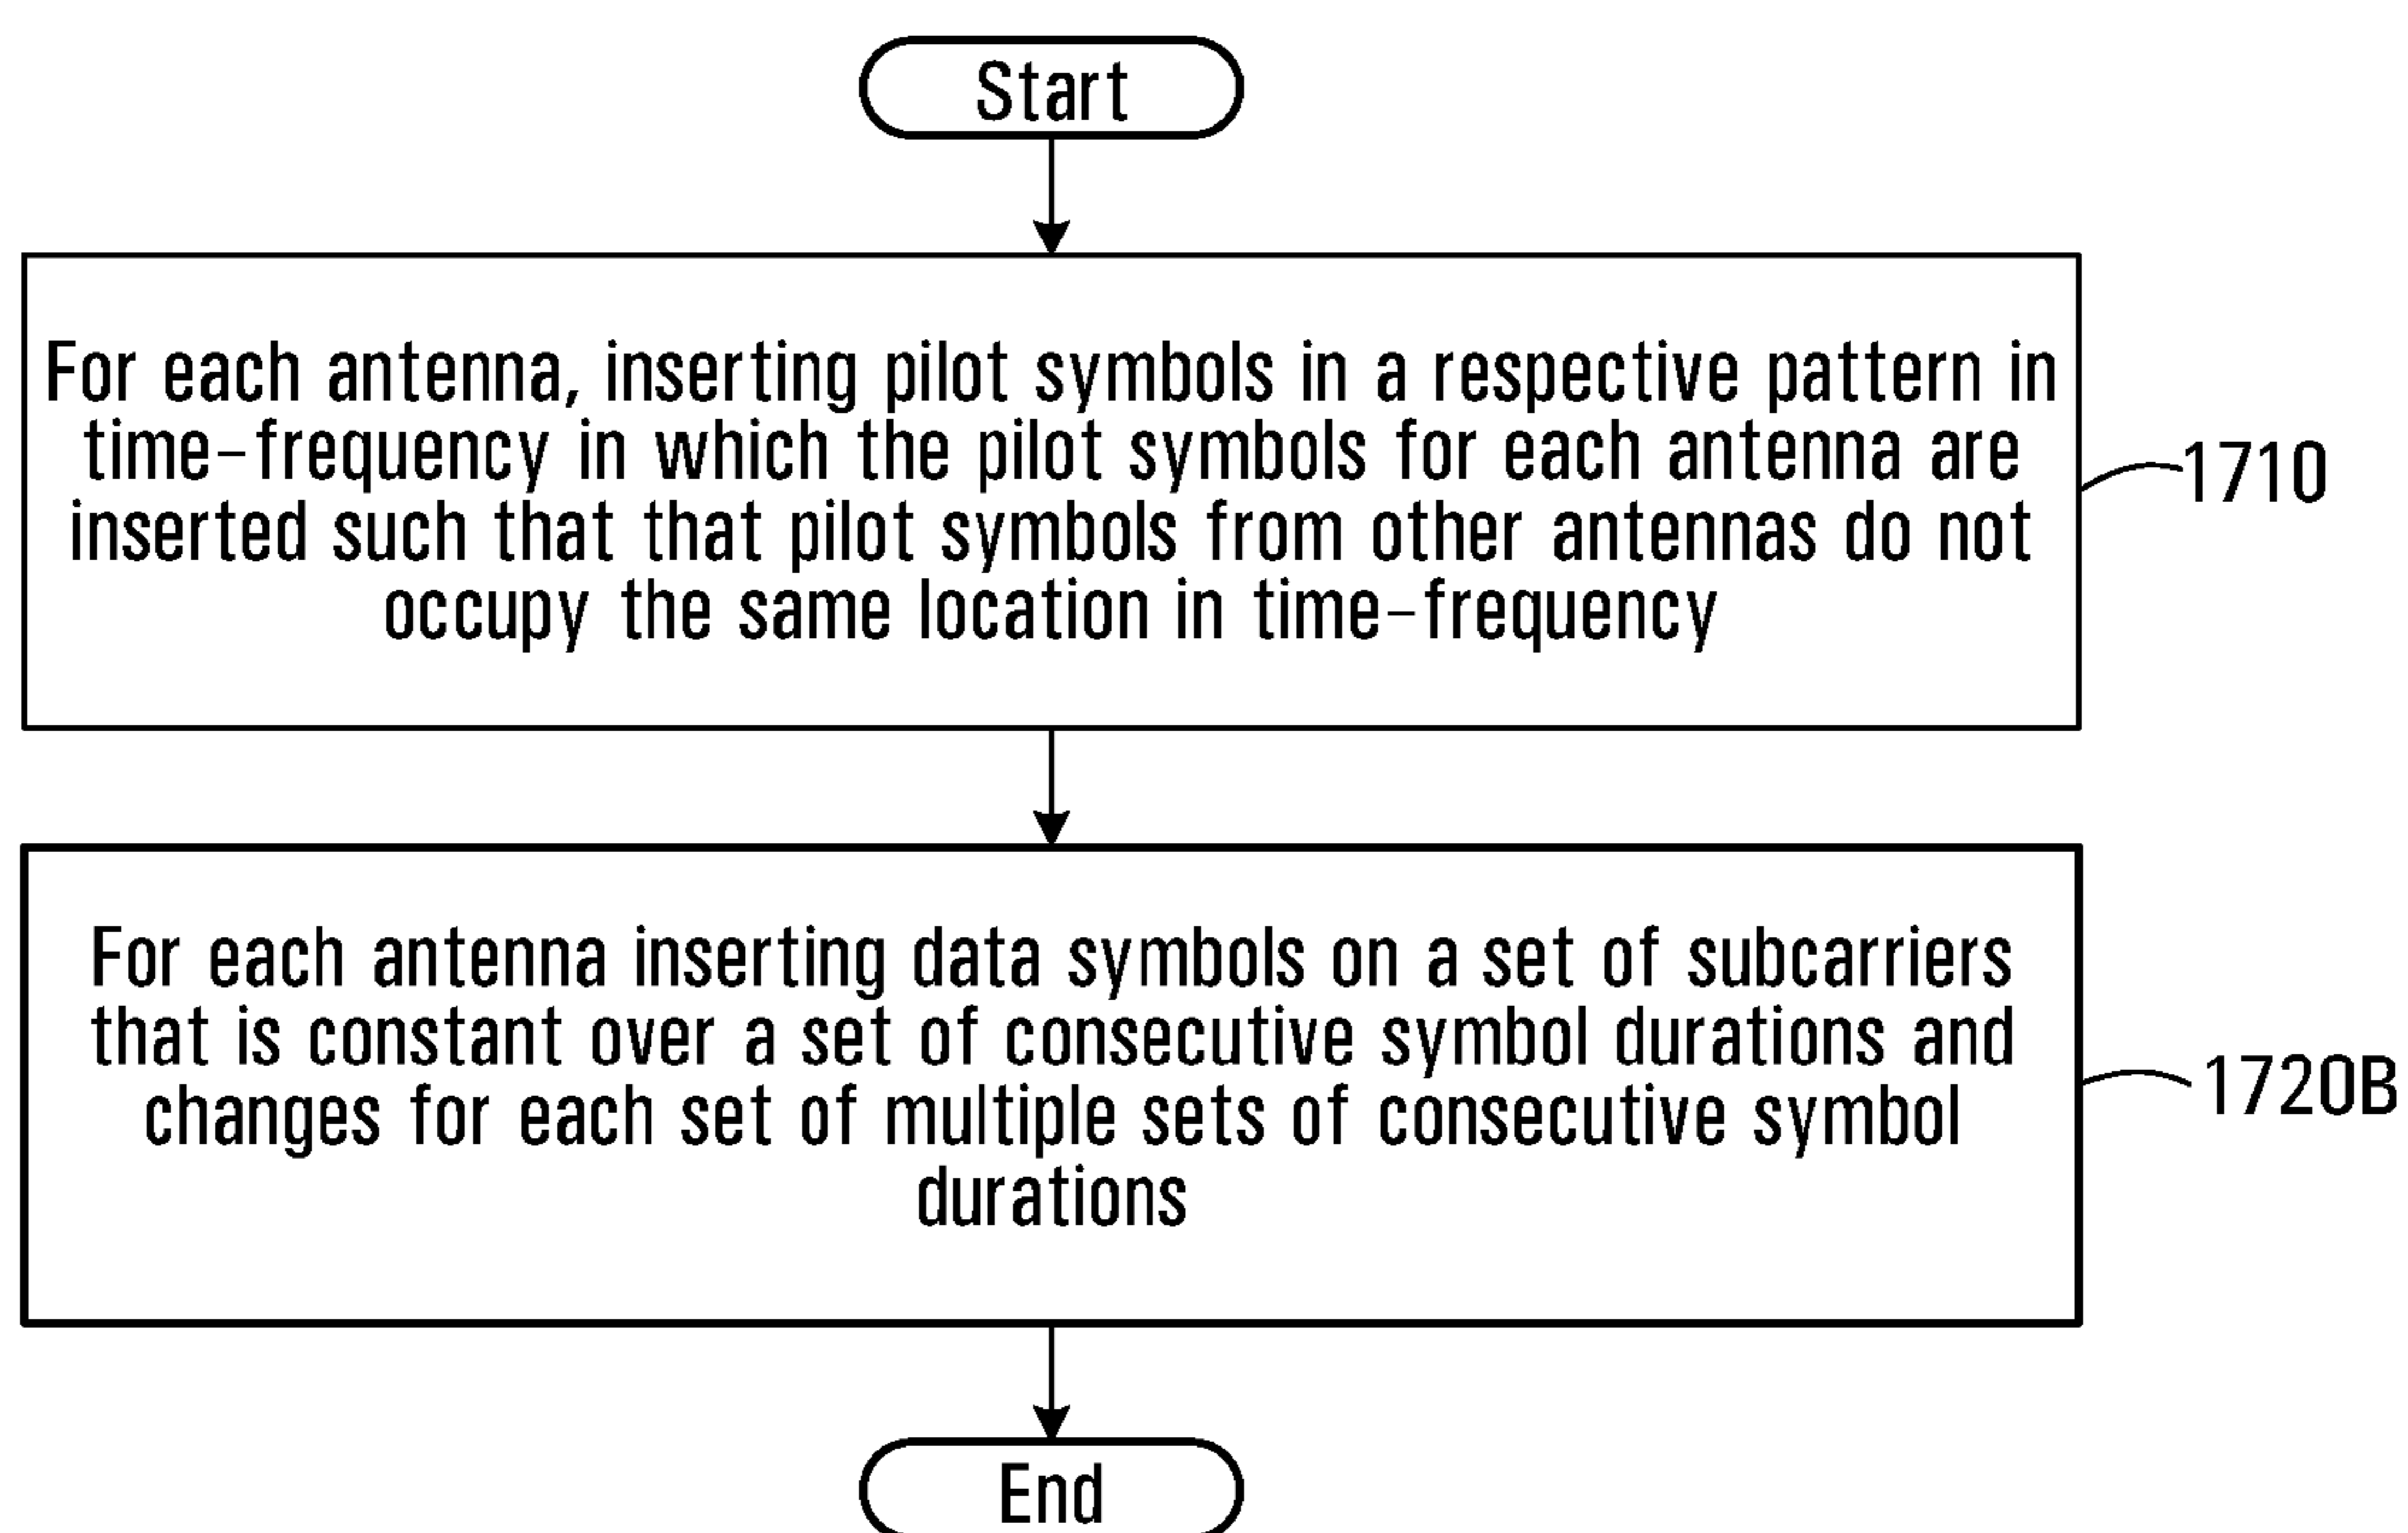 Start
For each antenna, inserting pilot symbols in a respective pattern in
time-frequency in which the pilot symbols for each antenna are
inserted such that that pilot symbols from other antennas do not
occupy the same location in time-frequency
1710
For each antenna inserting data symbols on a set of subcarriers
that is constant over a set of consecutive symbol durations and
changes for each set of multiple sets of consecutive symbol
durations
1720B
End